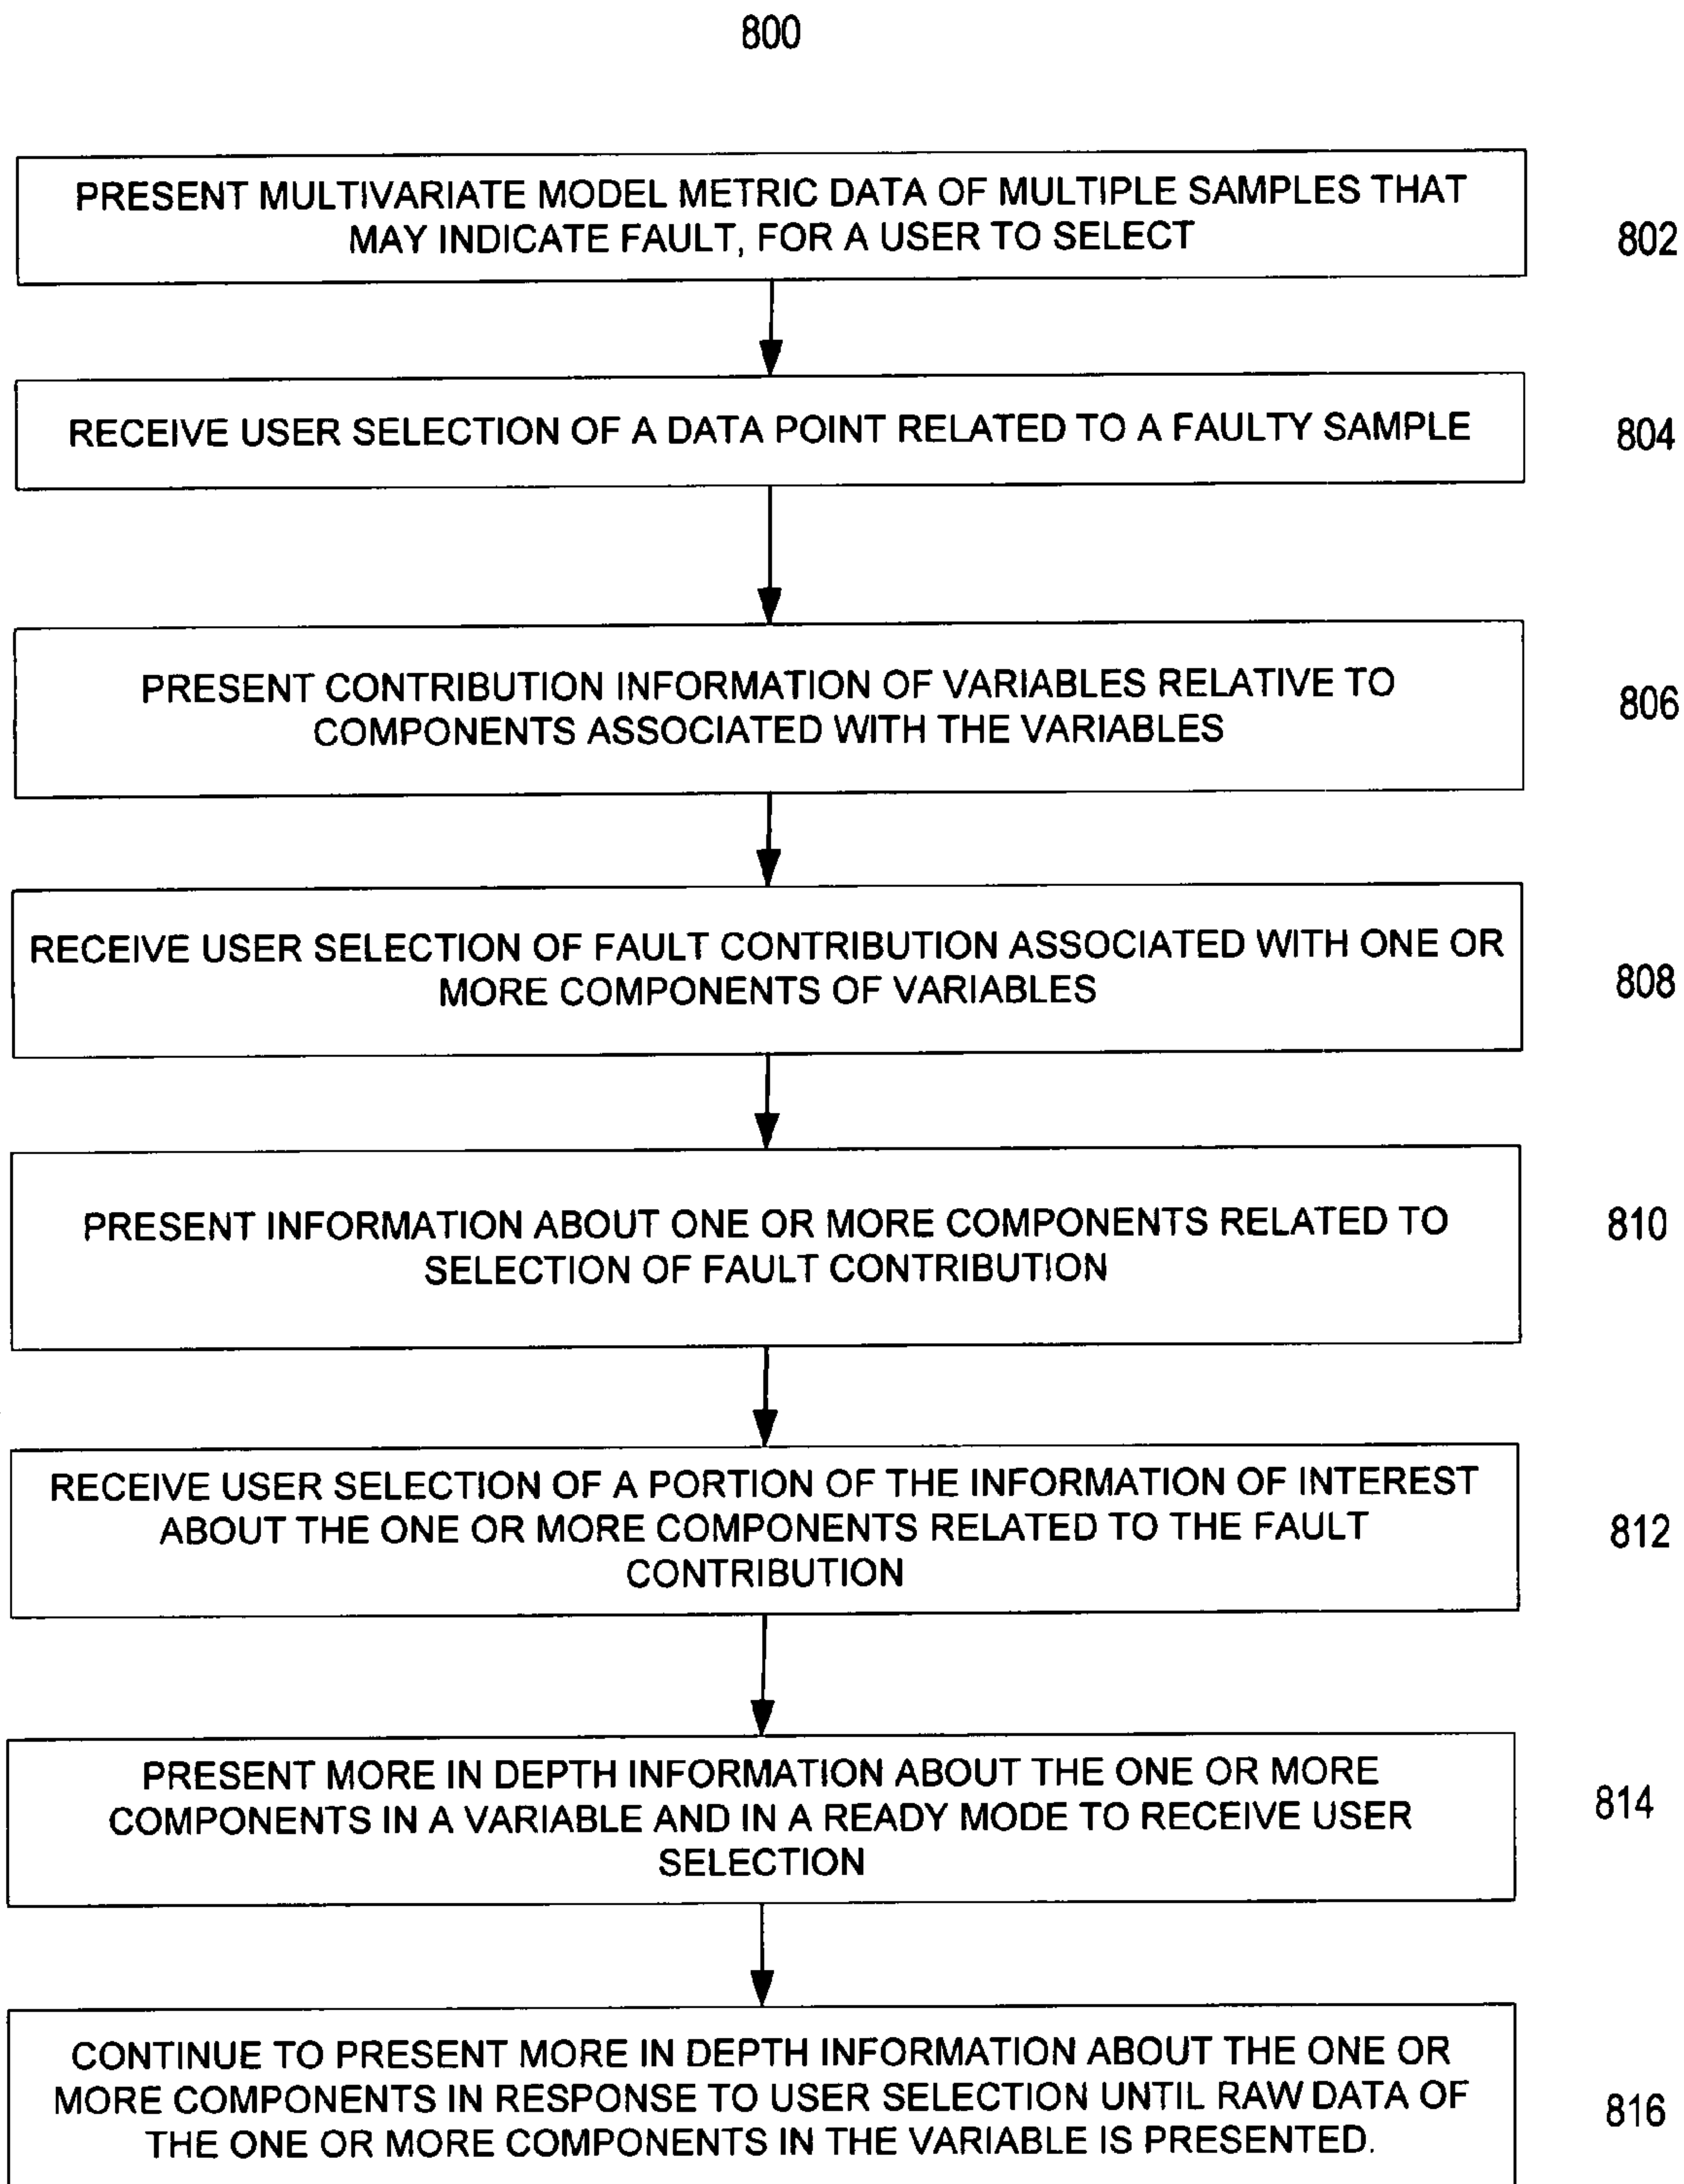 800
PRESENT MULTIVARIATE MODEL METRIC DATA OF MULTIPLE SAMPLES THAT
MAY INDICATE FAULT, FOR A USER TO SELECT
802
RECEIVE USER SELECTION OF A DATA POINT RELATED TO A FAULTY SAMPLE
804
PRESENT CONTRIBUTION INFORMATION OF VARIABLES RELATIVE TO
COMPONENTS ASSOCIATED WITH THE VARIABLES
806
RECEIVE USER SELECTION OF FAULT CONTRIBUTION ASSOCIATED WITH ONE OR
MORE COMPONENTS OF VARIABLES
808
PRESENT INFORMATION ABOUT ONE OR MORE COMPONENTS RELATED TO
SELECTION OF FAULT CONTRIBUTION
810
RECEIVE USER SELECTION OF A PORTION OF THE INFORMATION OF INTEREST
ABOUT THE ONE OR MORE COMPONENTS RELATED TO THE FAULT
CONTRIBUTION
812
PRESENT MORE IN DEPTH INFORMATION ABOUT THE ONE OR MORE
COMPONENTS IN A VARIABLE AND IN A READY MODE TO RECEIVE USER
SELECTION
814
CONTINUE TO PRESENT MORE IN DEPTH INFORMATION ABOUT THE ONE OR
MORE COMPONENTS IN RESPONSE TO USER SELECTION UNTIL RAW DATA OF
THE ONE OR MORE COMPONENTS IN THE VARIABLE IS PRESENTED.
816